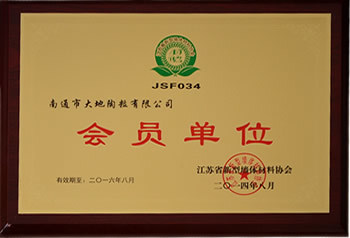 JSF034
南通市大地陶粒有限公司
会员单位
江苏省新型墙体材料协会
有效期至:二〇一六年八月
二〇一四年八月